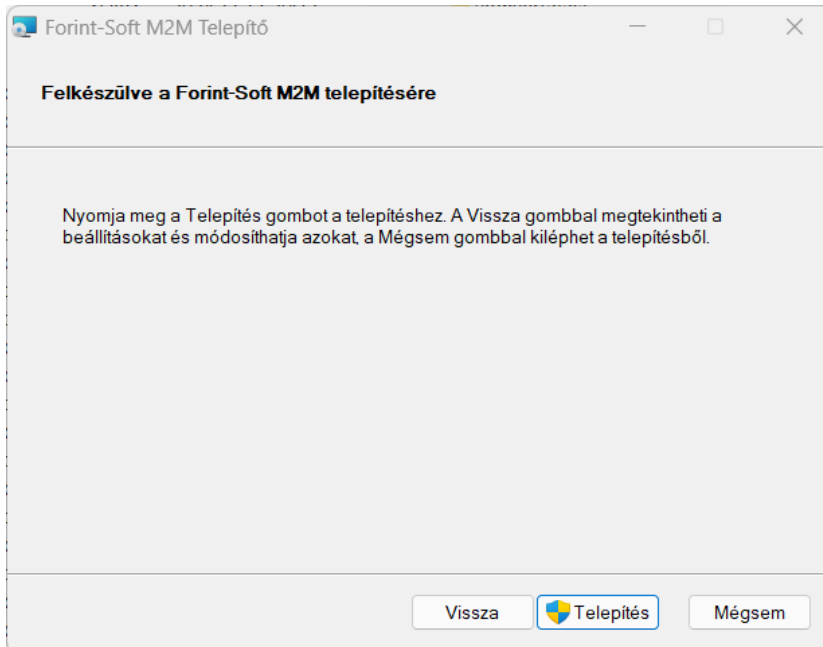 Forint-Soft M2M Telepítő
Felkészülve a Forint-Soft M2M telepítésére
Nyomja meg a Telepítés gombot a telepítéshez. A Vissza gombbal megtekintheti a
beállításokat és módosíthatja azokat, a Mégsem gombbal kiléphet a telepítésből.
Vissza
Telepítés
Mégsem